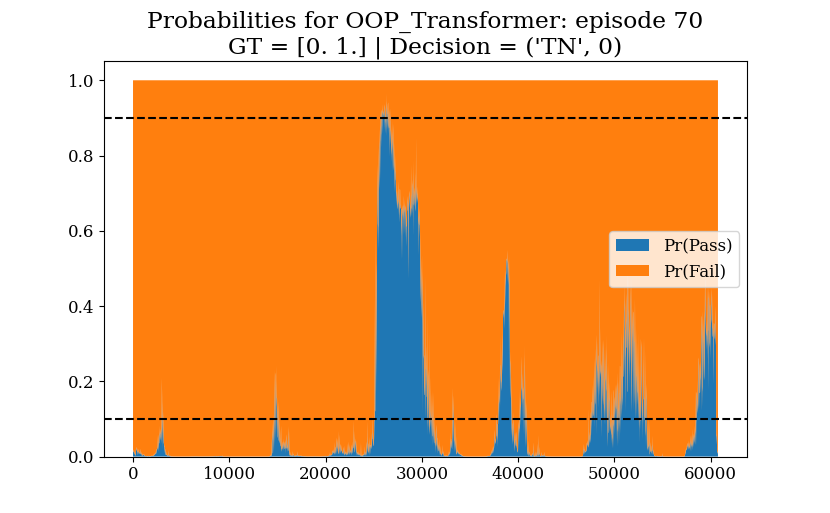 Probabilities for OOP_Transformer: episode 70
GT = [0. 1.] | Decision = ('TN', 0)
1.0
0.8
0.6
0.4
0.2
0.0
Pr(Pass)
Pr(Fail)
0 10000 20000 30000 40000 50000 60000